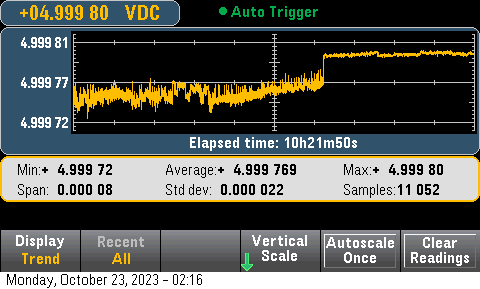 +04.999 80 VDC
Auto Trigger
4.999 81
4.999 77
4.999 72
Elapsed time: 10h21m50s
Min:+ 4.999 72 Average:+ 4.999 769 Max:+ 4.999 80
Span: 0.000 08 Std dev: 0.000 022 Samples:11 052
Display Recent Vertical Autoscale Clear
Trend All Scale Once Readings
Monday, October 23, 2023 - 02:16